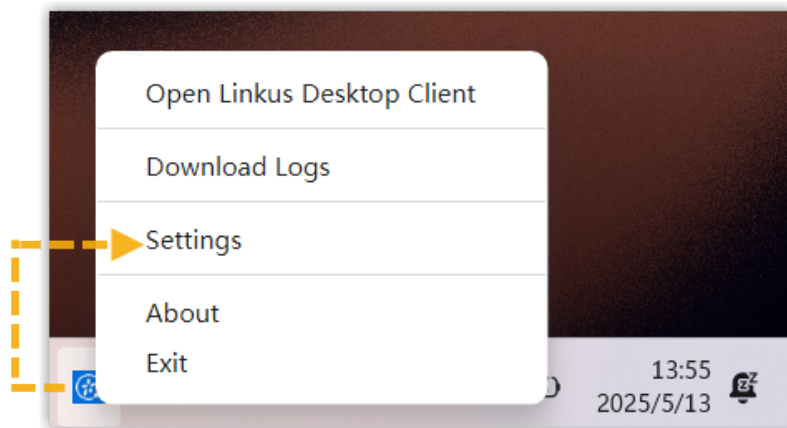 Open Linkus Desktop Client
Download Logs
Settings
About
Exit
13:55
2025/5/13